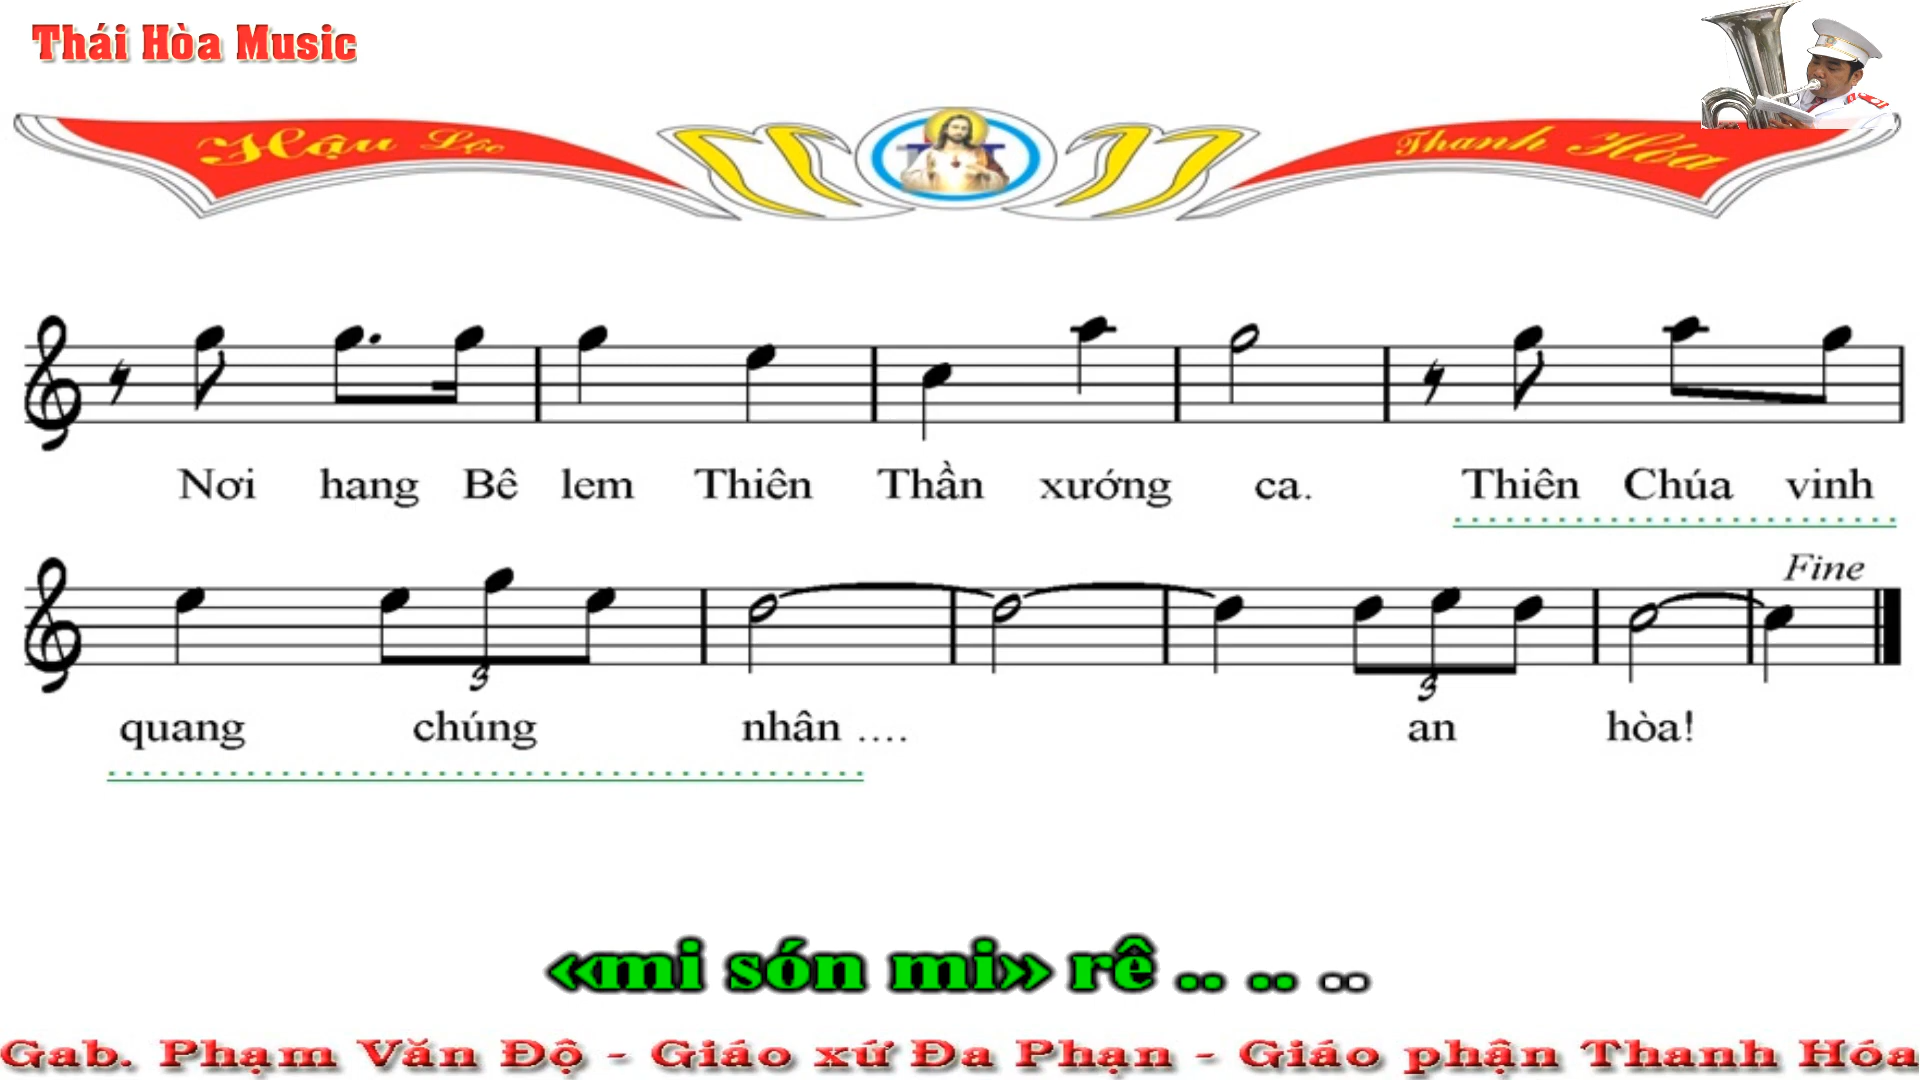 Thái Hòa Music
Hậu Lộc
Thanh Hóa
Nơi hang Bê lem Thiên Thần xướng ca. Thiên Chúa vinh
Fine
3 3
quang chúng nhân .... an hòa!
«mi són mi» rê .. .. ..
Gab. Phạm Văn Độ - Giáo xứ Đa Phạn - Giáo phận Thanh Hóa